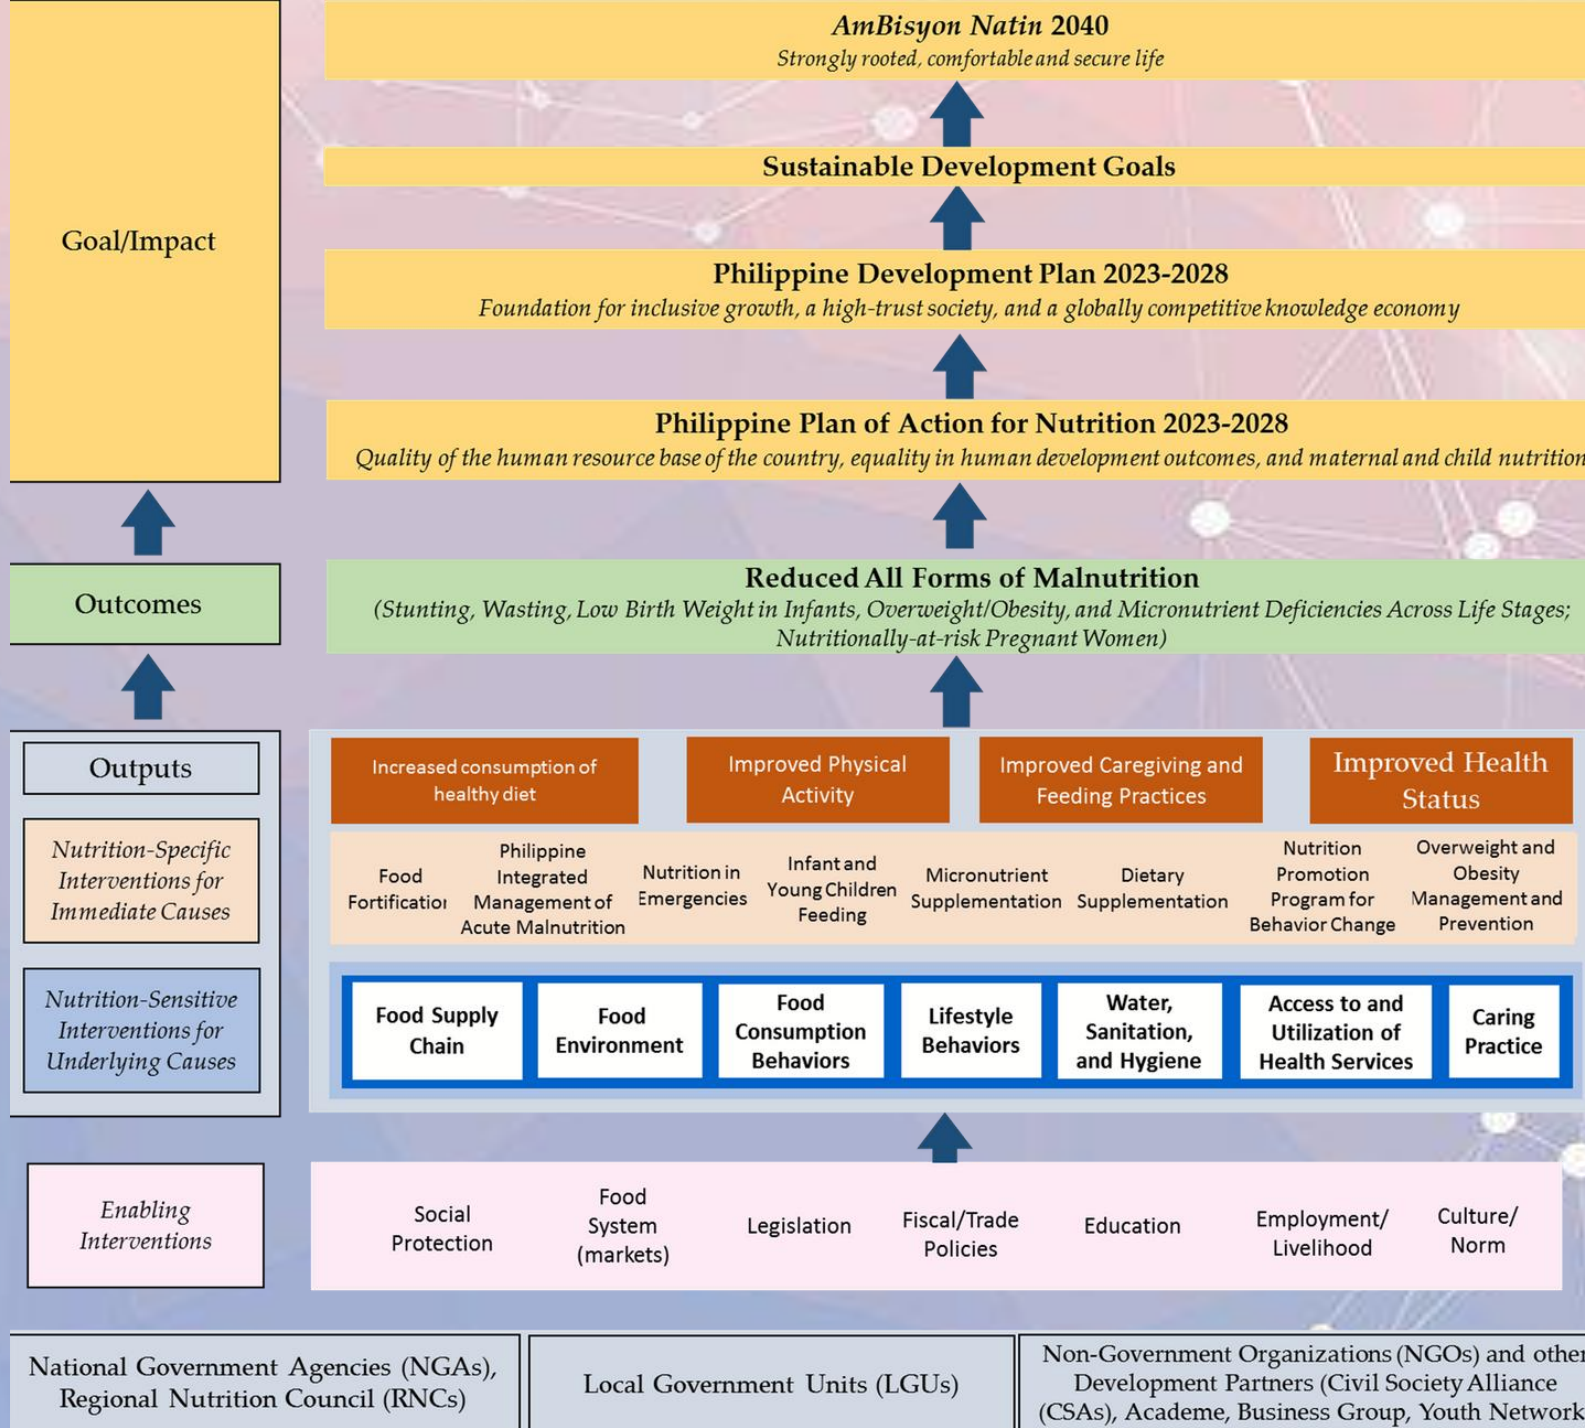 AmBisyon Natin 2040
Strongly rooted, comfortable and secure life
Sustainable Development Goals
Goal/Impact
Philippine Development Plan 2023-2028
Foundation for inclusive growth, a high-trust society, and a globally competitive knowledge economy
Philippine Plan of Action for Nutrition 2023-2028
Quality of the human resource base of the country, equality in human development outcomes, and maternal and child nutrition
Outcomes
Reduced All Forms of Malnutrition
(Stunting, Wasting, Low Birth Weight in Infants, Overweight/Obesity, and Micronutrient Deficiencies Across Life Stages;
Nutritionally-at-risk Pregnant Women)
Outputs
Increased consumption of
healthy diet
Improved Physical
Activity
Improved Caregiving and
Feeding Practices
Improved Health
Status
Nutrition-Specific
Interventions for
Immediate Causes
Food
Fortification
Philippine
Integrated
Management of
Acute Malnutrition
Nutrition in
Emergencies
Infant and
Young Children
Feeding
Micronutrient
Supplementation
Dietary
Supplementation
Nutrition
Promotion
Program for
Behavior Change
Overweight and
Obesity
Management and
Prevention
Nutrition-Sensitive
Interventions for
Underlying Causes
Food Supply
Chain
Food
Environment
Food
Consumption
Behaviors
Lifestyle
Behaviors
Water,
Sanitation,
and Hygiene
Access to and
Utilization of
Health Services
Caring
Practice
Enabling
Interventions
Social
Protection
Food
System
(markets)
Legislation
Fiscal/Trade
Policies
Education
Employment/
Livelihood
Culture/
Norm
National Government Agencies (NGAs),
Regional Nutrition Council (RNCs)
Local Government Units (LGUs)
Non-Government Organizations (NGOs) and other
Development Partners (Civil Society Alliance
(CSAs), Academe, Business Group, Youth Network